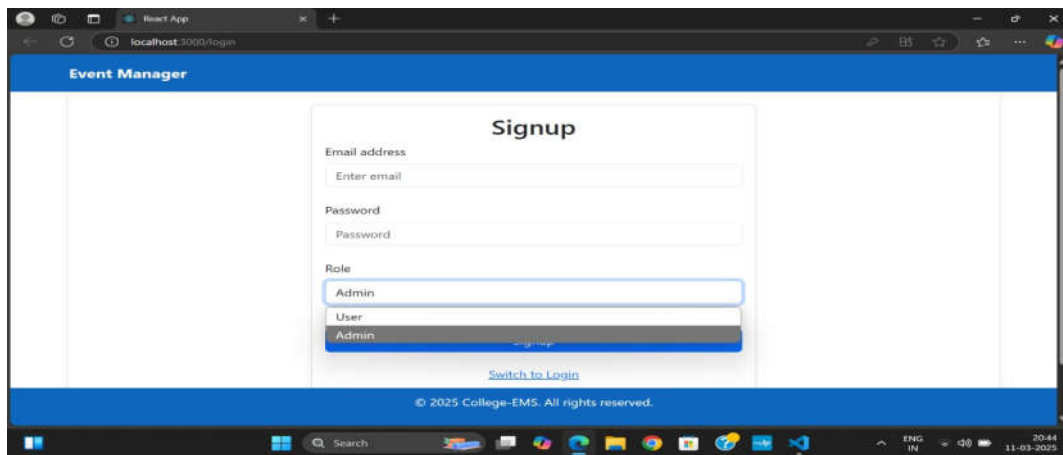 React App
localhost:3000/login
Event Manager
Signup
Email address
Enter email
Password
Password
Role
Admin
User
Admin
Signup
Switch to Login
© 2025 College-EMS. All rights reserved.
Search
ENG
IN
20:44
11-03-2025